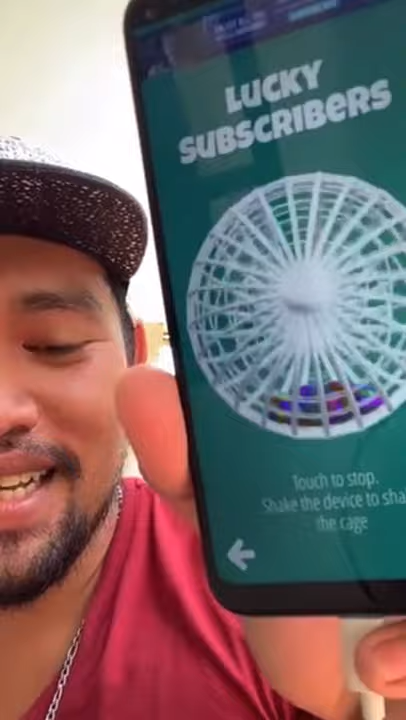 LUCKY
SUBSCRIBERS
Touch to stop.
Shake the device to sha
the cage